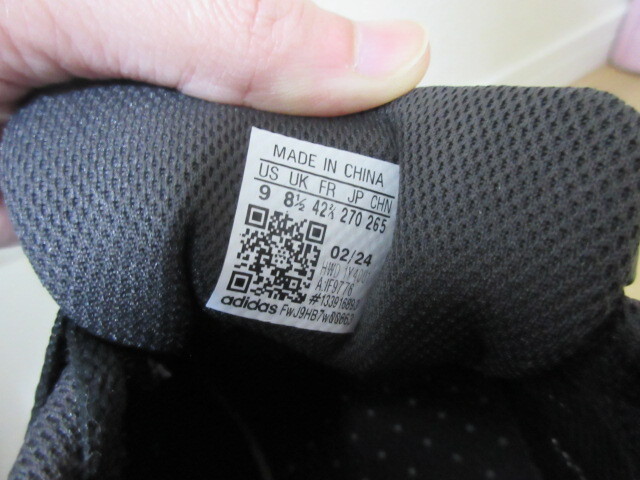 MADE IN CHINA
US UK FR JP CHN
9 8½ 42⅔ 270 265
02/24
adidas